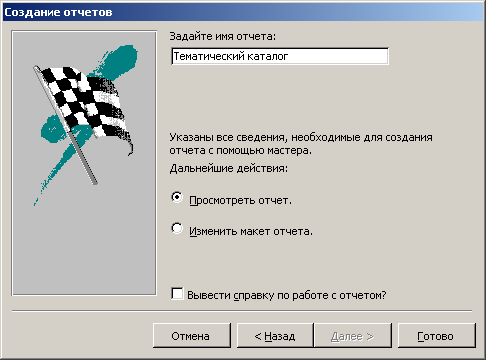 Создание отчетов
Задайте имя отчета:
Тематический каталог
Указаны все сведения, необходимые для создания
отчета с помощью мастера.
Дальнейшие действия:
Просмотреть отчет.
Изменить макет отчета.
Вывести справку по работе с отчетом?
Отмена
< Назад
Далее >
Готово